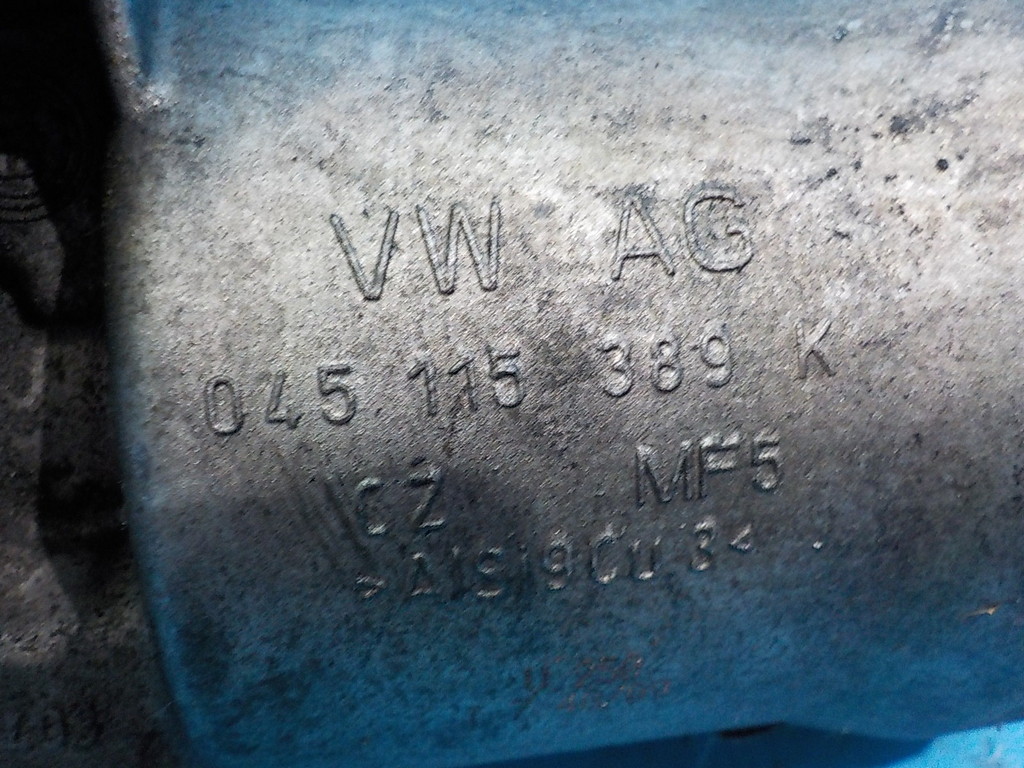 VW AG
045 115 389 K
CZ MF5
>AlSi9Cu3<